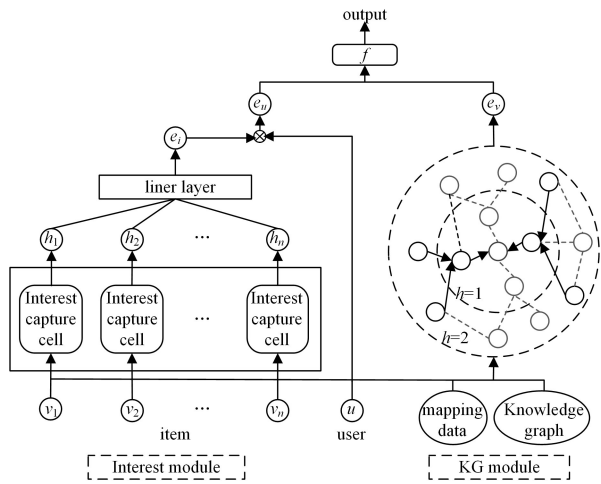 output
f
e_u
e_v
e_i
liner layer
h_1 h_2 ... h_n
Interest capture cell
Interest capture cell
...
Interest capture cell
h=1
h=2
v_1 v_2 ... v_n u
mapping data
Knowledge graph
item
user
Interest module
KG module